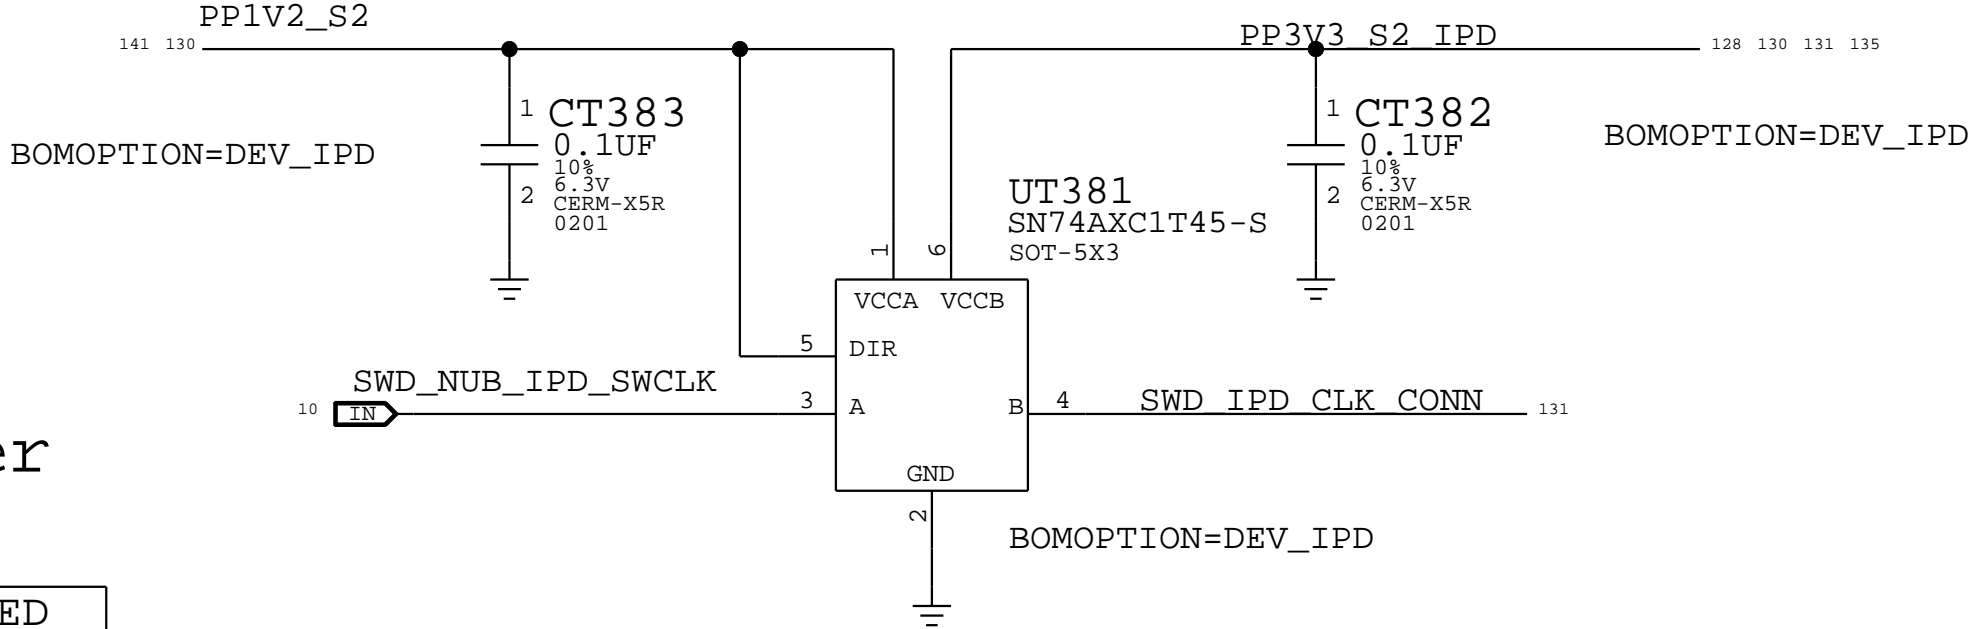 PP1V2_S2
141 130
PP3V3_S2_IPD
128 130 131 135
BOMOPTION=DEV_IPD
1
CT383
0.1UF
10%
6.3V
CERM-X5R
0201
2
1
CT382
0.1UF
10%
6.3V
CERM-X5R
0201
2
BOMOPTION=DEV_IPD
UT381
SN74AXC1T45-S
SOT-5X3
1
6
VCCA VCCB
5
DIR
SWD_NUB_IPD_SWCLK
10
IN
3
A
B
4
SWD_IPD_CLK_CONN
131
er
GND
2
BOMOPTION=DEV_IPD
ED